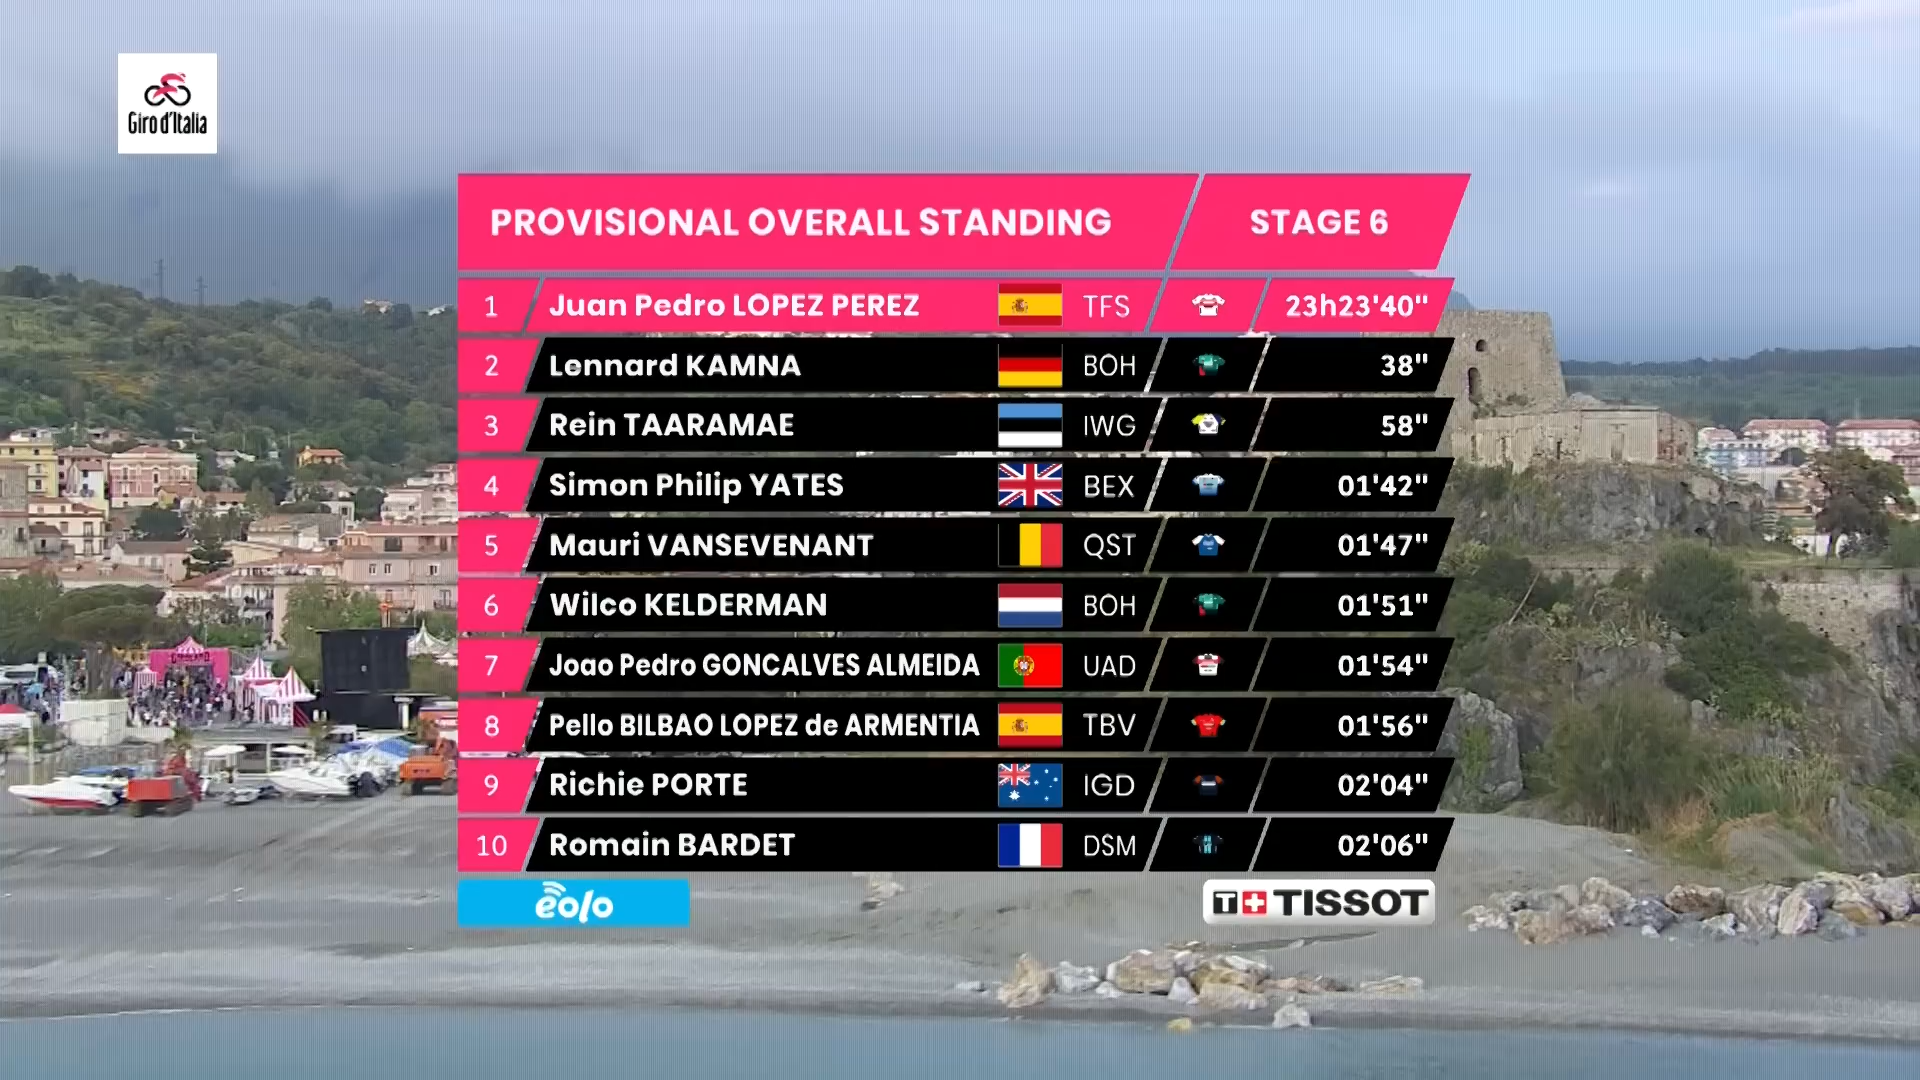 Giro d'Italia
PROVISIONAL OVERALL STANDING STAGE 6
1 Juan Pedro LOPEZ PEREZ TFS 23h23'40"
2 Lennard KAMNA BOH 38"
3 Rein TAARAMAE IWG 58"
4 Simon Philip YATES BEX 01'42"
5 Mauri VANSEVENANT QST 01'47"
6 Wilco KELDERMAN BOH 01'51"
7 Joao Pedro GONCALVES ALMEIDA UAD 01'54"
8 Pello BILBAO LOPEZ de ARMENTIA TBV 01'56"
9 Richie PORTE IGD 02'04"
10 Romain BARDET DSM 02'06"
eolo T+ TISSOT